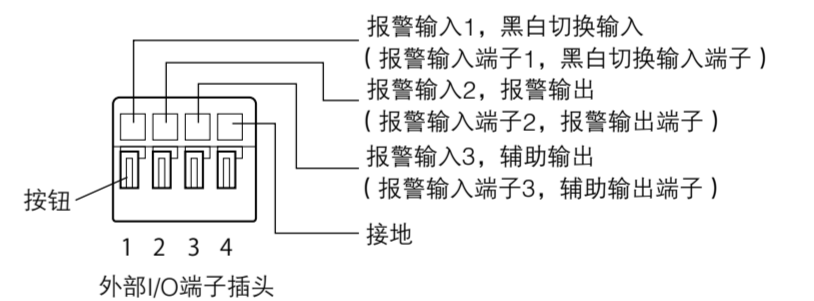 报警输入1，黑白切换输入
（报警输入端子1，黑白切换输入端子）
报警输入2，报警输出
（报警输入端子2，报警输出端子）
报警输入3，辅助输出
（报警输入端子3，辅助输出端子）
按钮
接地
1 2 3 4
外部I/O端子插头